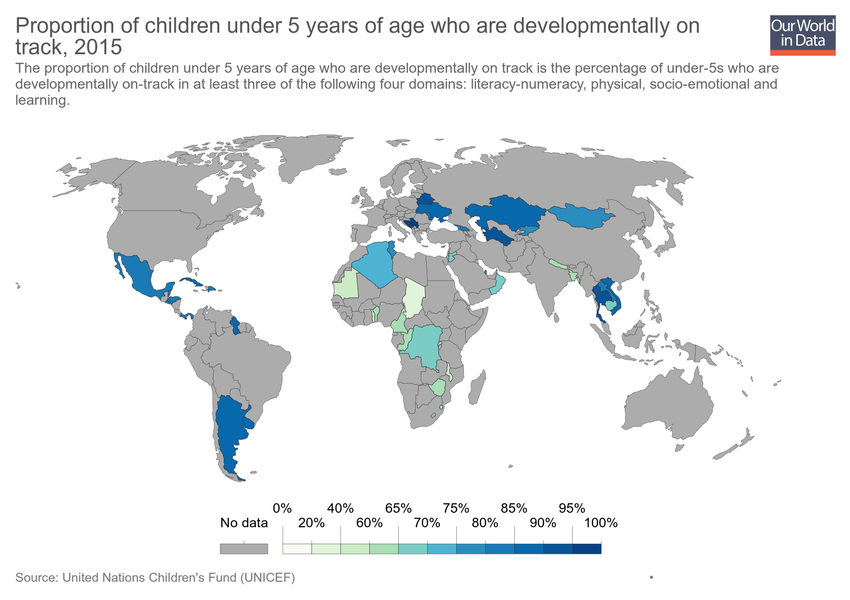 Proportion of children under 5 years of age who are developmentally on
track, 2015
Our World
in Data
The proportion of children under 5 years of age who are developmentally on track is the percentage of under-5s who are
developmentally on-track in at least three of the following four domains: literacy-numeracy, physical, socio-emotional and
learning.
0% 40% 65% 75% 85% 95%
No data 20% 60% 70% 80% 90% 100%
Source: United Nations Children's Fund (UNICEF)